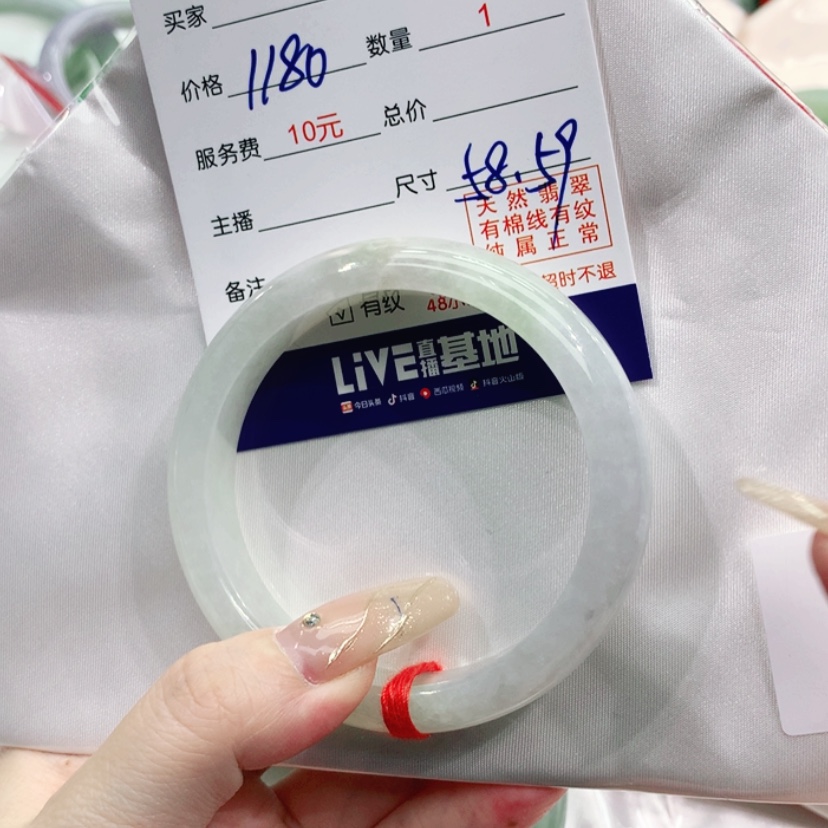 买家
价格 1180 数量 1
服务费 10元 总价
主播 尺寸 58.59
天然翡翠
有棉线有纹
纯属正常
备注 √ 有纹 48小 超时不退
LiVE直播基地
今日头条 抖音 西瓜视频 抖音火山版